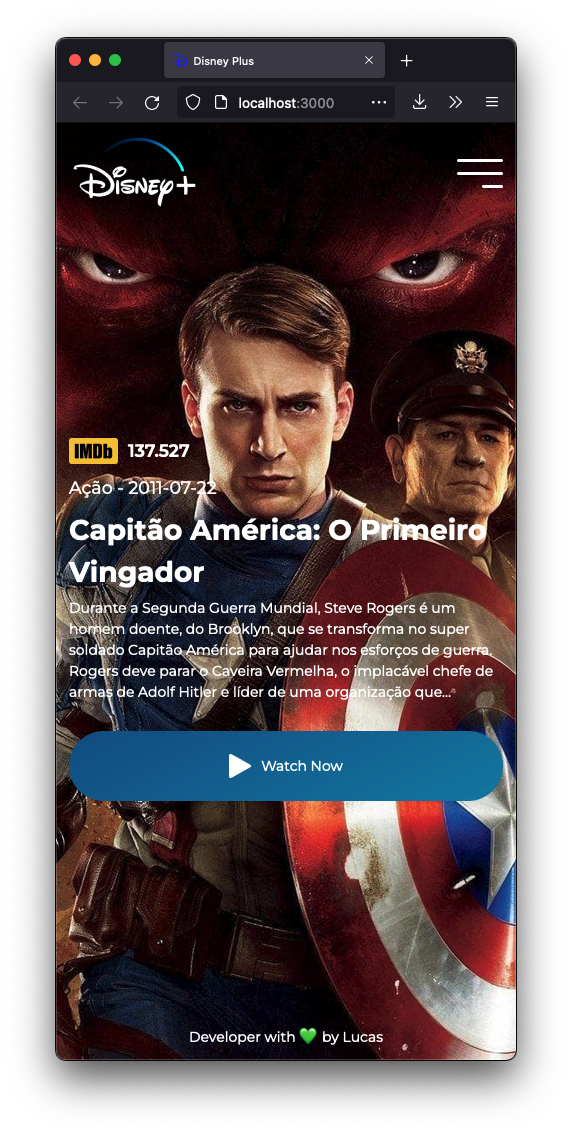 Disney Plus
localhost:3000
Disney+
IMDb 137.527
Ação - 2011-07-22
Capitão América: O Primeiro
Vingador
Durante a Segunda Guerra Mundial, Steve Rogers é um
homem doente, do Brooklyn, que se transforma no super
soldado Capitão América para ajudar nos esforços de guerra.
Rogers deve parar o Caveira Vermelha, o implacável chefe de
armas de Adolf Hitler e líder de uma organização que...
Watch Now
Developer with 💚 by Lucas